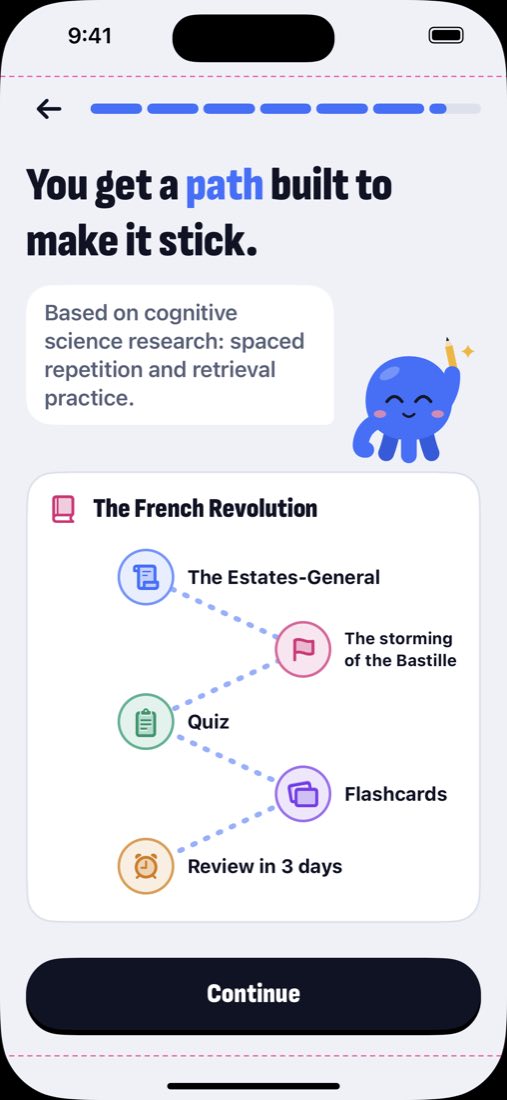 9:41
You get a path built to
make it stick.
Based on cognitive
science research: spaced
repetition and retrieval
practice.
The French Revolution
The Estates-General
The storming
of the Bastille
Quiz
Flashcards
Review in 3 days
Continue